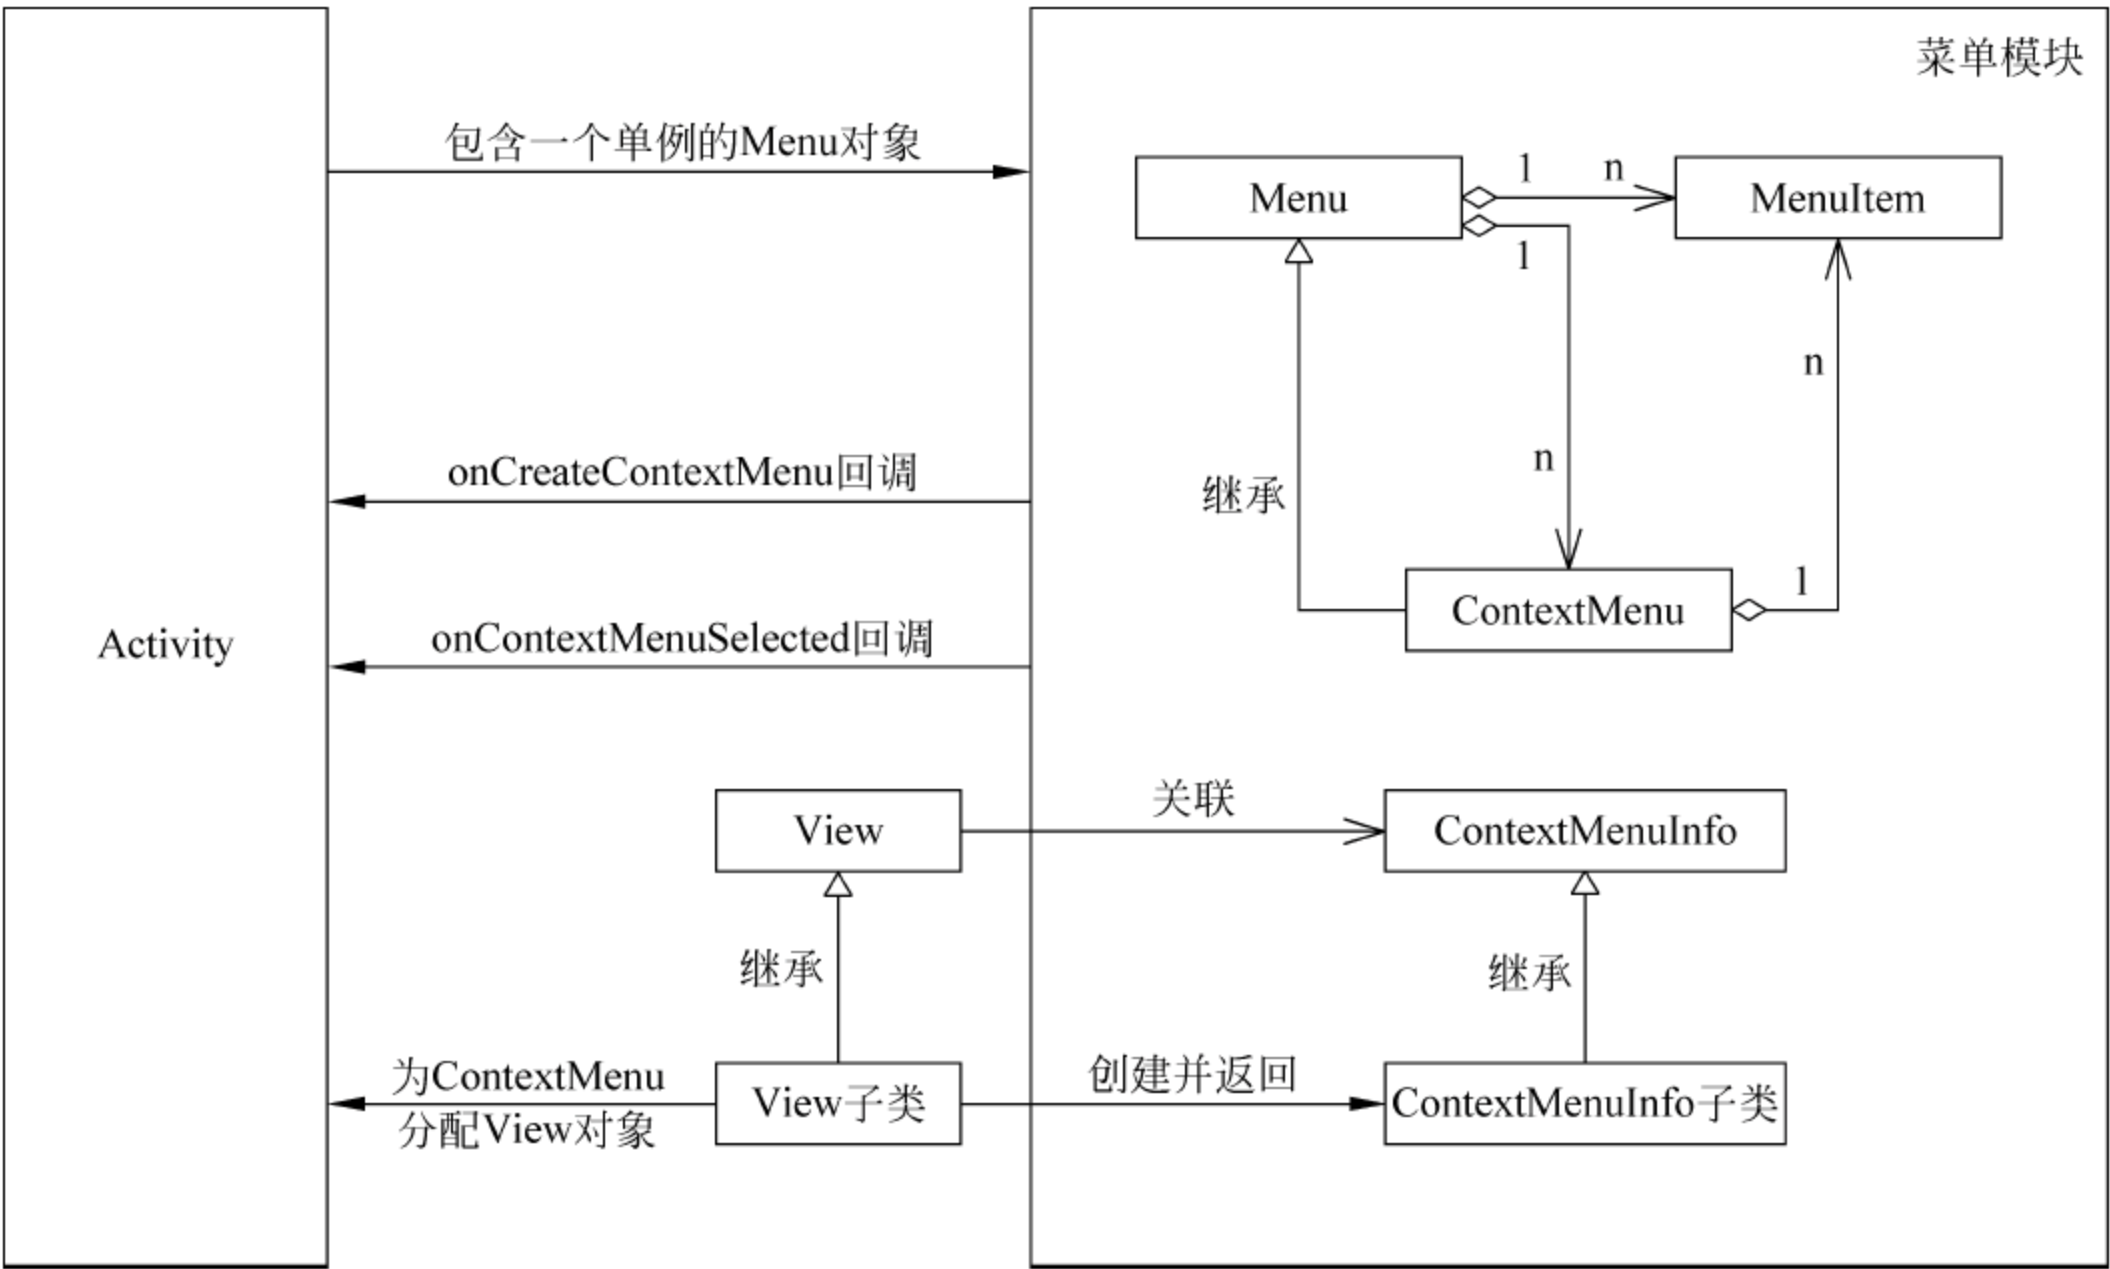 菜单模块
包含一个单例的Menu对象
Menu
1
n
MenuItem
1
n
n
继承
onCreateContextMenu回调
ContextMenu
1
Activity
onContextMenuSelected回调
View
关联
ContextMenuInfo
继承
继承
为ContextMenu
分配View对象
View子类
创建并返回
ContextMenuInfo子类